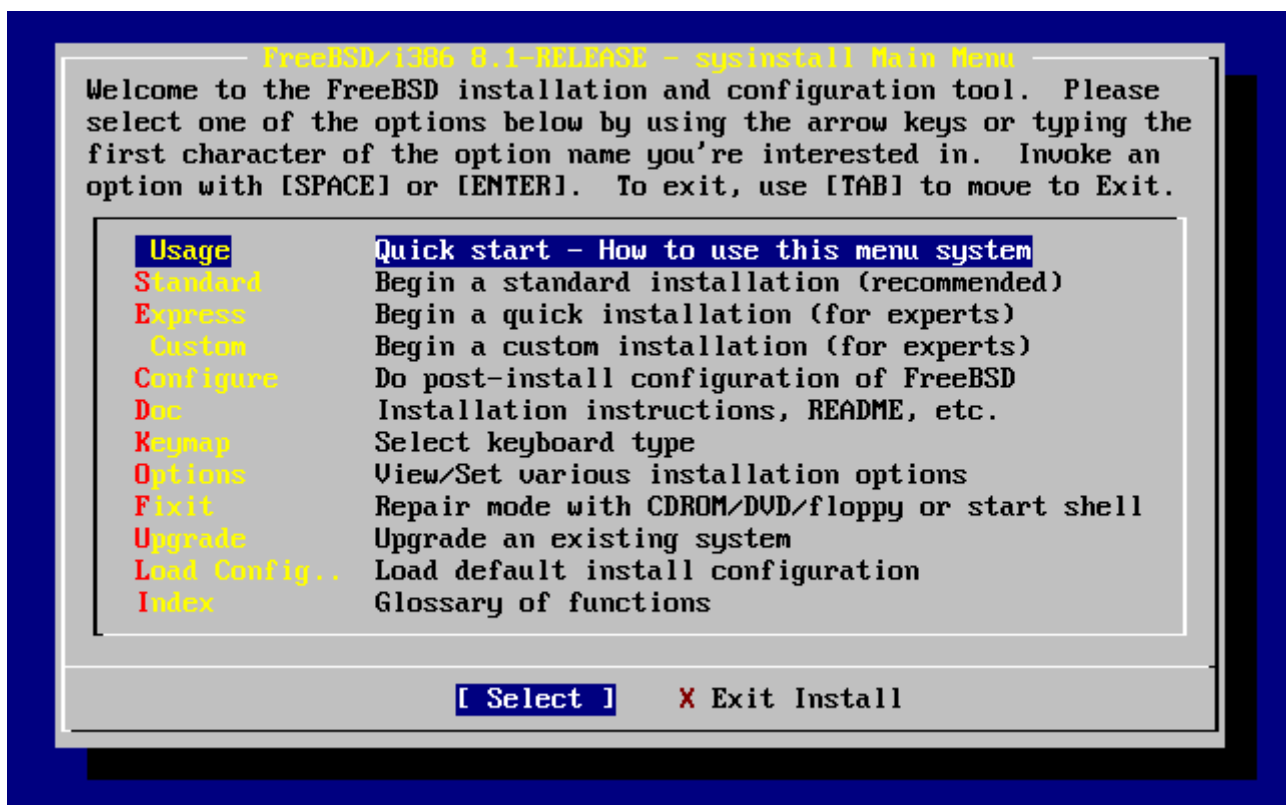 FreeBSD/i386 8.1-RELEASE - sysinstall Main Menu
Welcome to the FreeBSD installation and configuration tool.  Please
select one of the options below by using the arrow keys or typing the
first character of the option name you're interested in.  Invoke an
option with [SPACE] or [ENTER].  To exit, use [TAB] to move to Exit.
Usage Quick start - How to use this menu system
Standard Begin a standard installation (recommended)
Express Begin a quick installation (for experts)
Custom Begin a custom installation (for experts)
Configure Do post-install configuration of FreeBSD
Doc Installation instructions, README, etc.
Keymap Select keyboard type
Options View/Set various installation options
Fixit Repair mode with CDROM/DVD/floppy or start shell
Upgrade Upgrade an existing system
Load Config.. Load default install configuration
Index Glossary of functions
[ Select ] X Exit Install